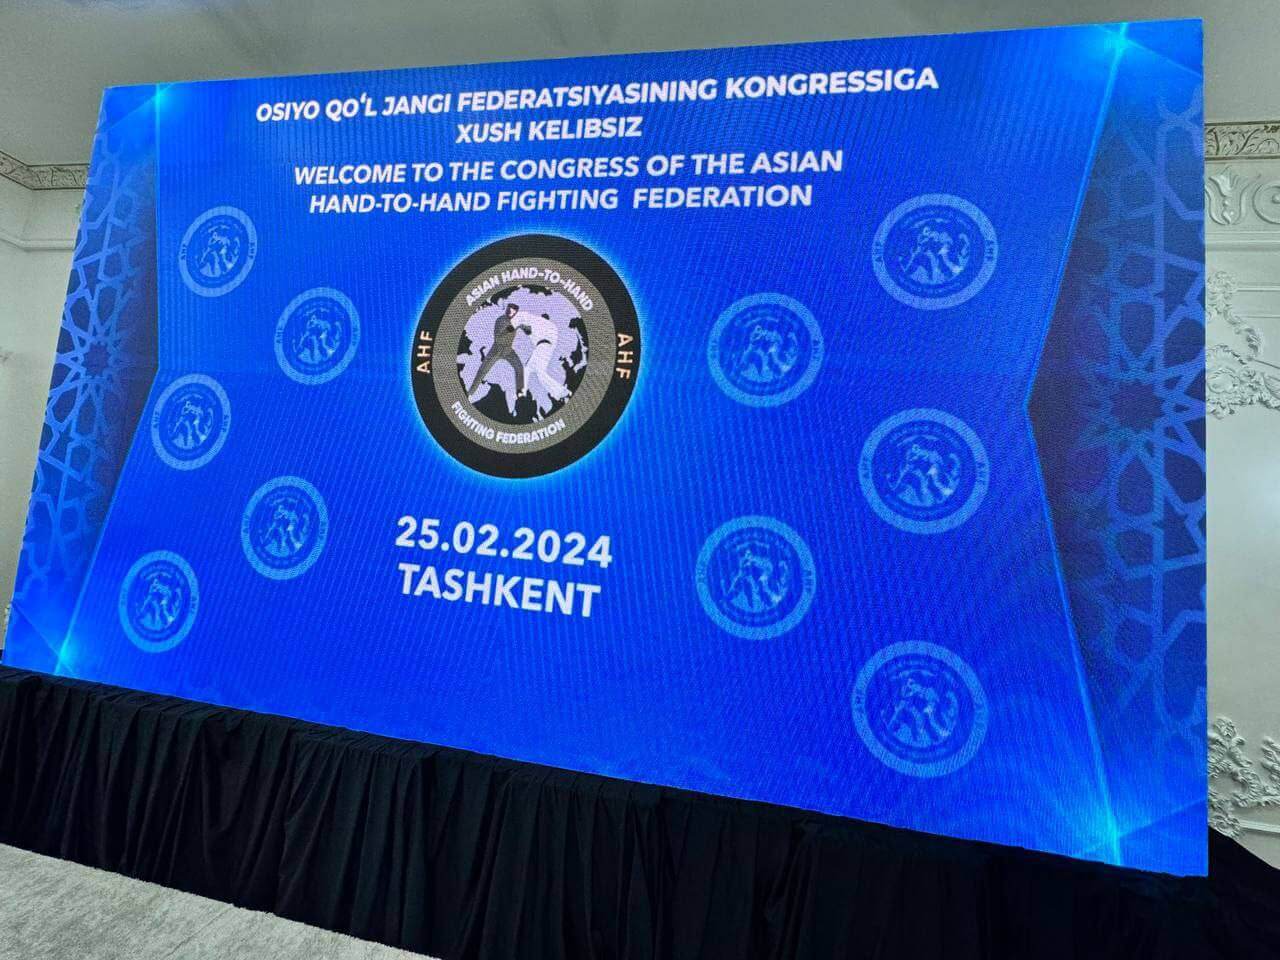 OSIYO QO‘L JANGI FEDERATSIYASINING KONGRESSIGA
XUSH KELIBSIZ
WELCOME TO THE CONGRESS OF THE ASIAN
HAND-TO-HAND FIGHTING FEDERATION
ASIAN HAND-TO-HAND
AHF
AHF
FIGHTING FEDERATION
25.02.2024
TASHKENT